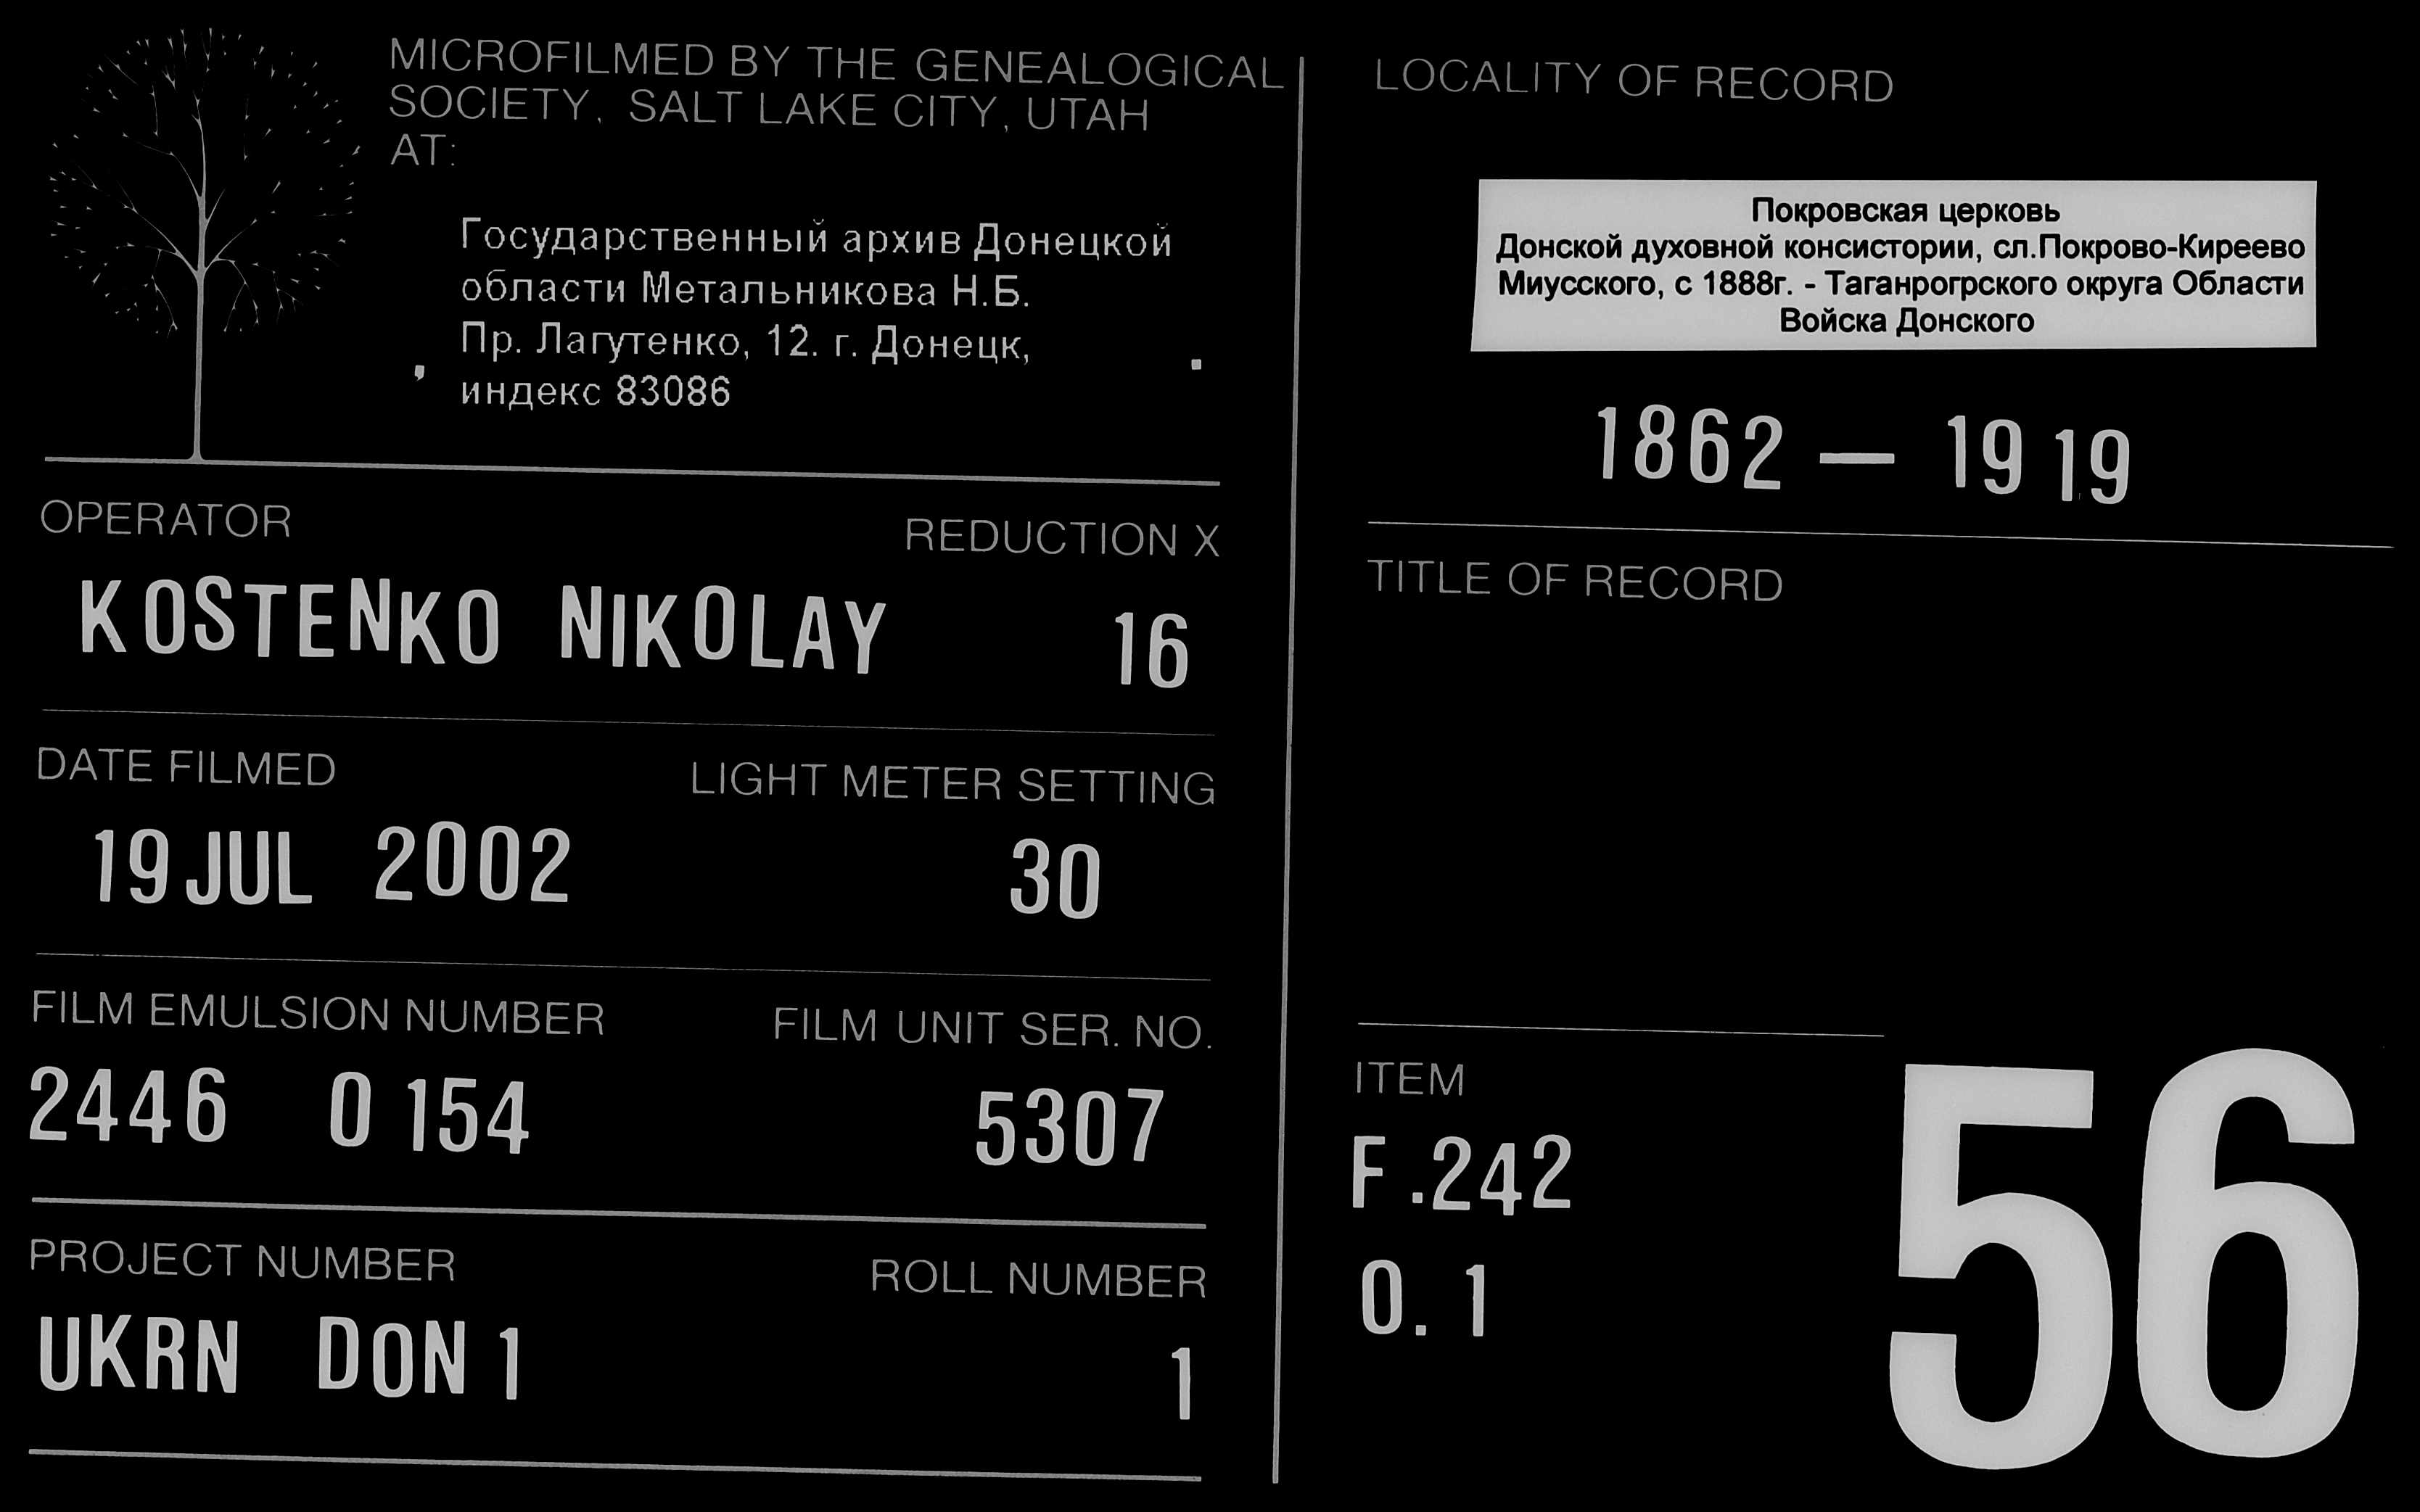 MICROFILMED BY THE GENEALOGICAL
SOCIETY, SALT LAKE CITY, UTAH
AT:
Государственный архив Донецкой
области Метальникова Н.Б.
Пр. Лагутенко, 12. г. Донецк,
индекс 83086
OPERATOR REDUCTION X
KOSTENKO NIKOLAY 16
DATE FILMED LIGHT METER SETTING
19 JUL 2002 30
FILM EMULSION NUMBER FILM UNIT SER. NO.
2446 0154 5307
PROJECT NUMBER ROLL NUMBER
UKRN DON 1 1
LOCALITY OF RECORD
Покровская церковь
Донской духовной консистории, сл.Покрово-Киреево
Миусского, с 1888г. - Таганрогрского округа Области
Войска Донского
1862 — 1919
TITLE OF RECORD
ITEM
F.242
O. 1
56